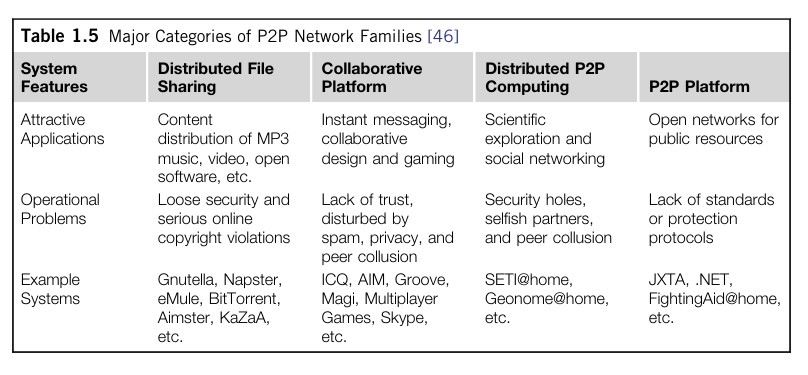 Table 1.5 Major Categories of P2P Network Families [46]
System Features
Distributed File Sharing
Collaborative Platform
Distributed P2P Computing
P2P Platform
Attractive Applications
Content distribution of MP3 music, video, open software, etc.
Instant messaging, collaborative design and gaming
Scientific exploration and social networking
Open networks for public resources
Operational Problems
Loose security and serious online copyright violations
Lack of trust, disturbed by spam, privacy, and peer collusion
Security holes, selfish partners, and peer collusion
Lack of standards or protection protocols
Example Systems
Gnutella, Napster, eMule, BitTorrent, Aimster, KaZaA, etc.
ICQ, AIM, Groove, Magi, Multiplayer Games, Skype, etc.
SETI@home, Geonome@home, etc.
JXTA, .NET, FightingAid@home, etc.